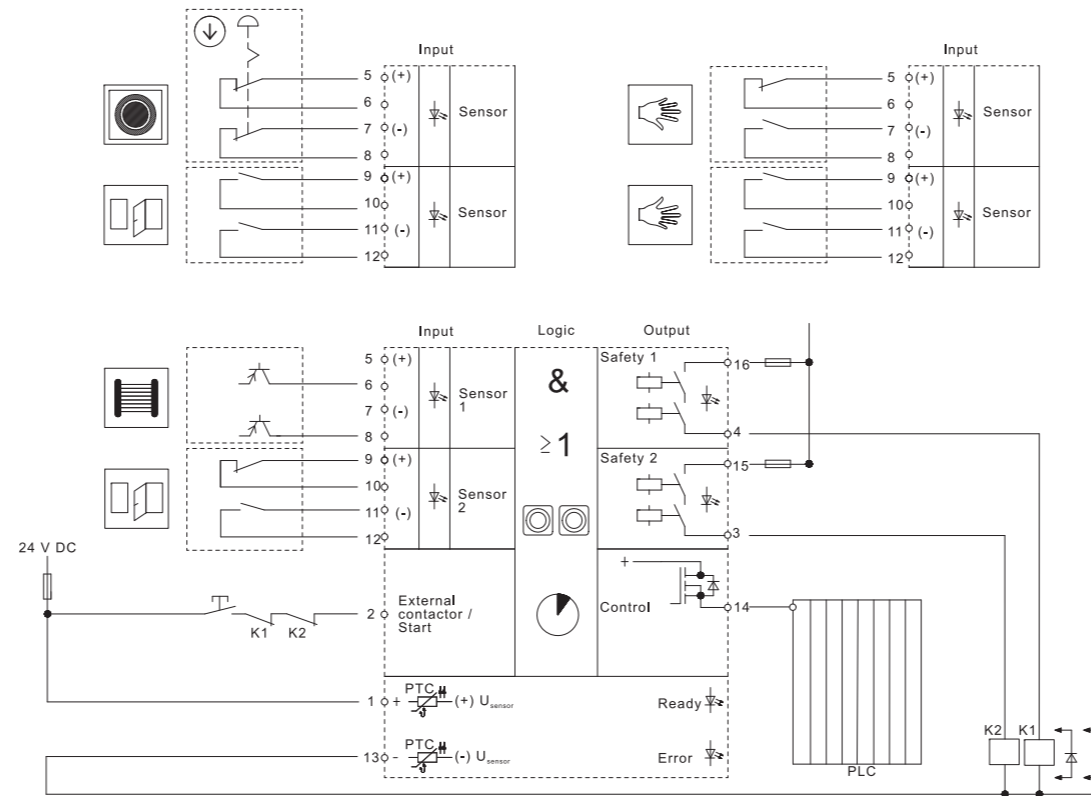 Input
5 (+)
6
7 (-)
8
Sensor
9 (+)
10
11 (-)
12
Sensor
Input
5 (+)
6
7 (-)
8
Sensor
9 (+)
10
11 (-)
12
Sensor
Input
Logic
Output
5 (+)
6
7 (-)
8
Sensor
1
9 (+)
10
11 (-)
12
Sensor
2
&
≥1
Safety 1
16
4
Safety 2
15
3
24 V DC
K1 K2
2
External
contactor /
Start
+
Control
14
1 + PTC (+) Usensor
Ready
13 - PTC (-) Usensor
Error
PLC
K2 K1